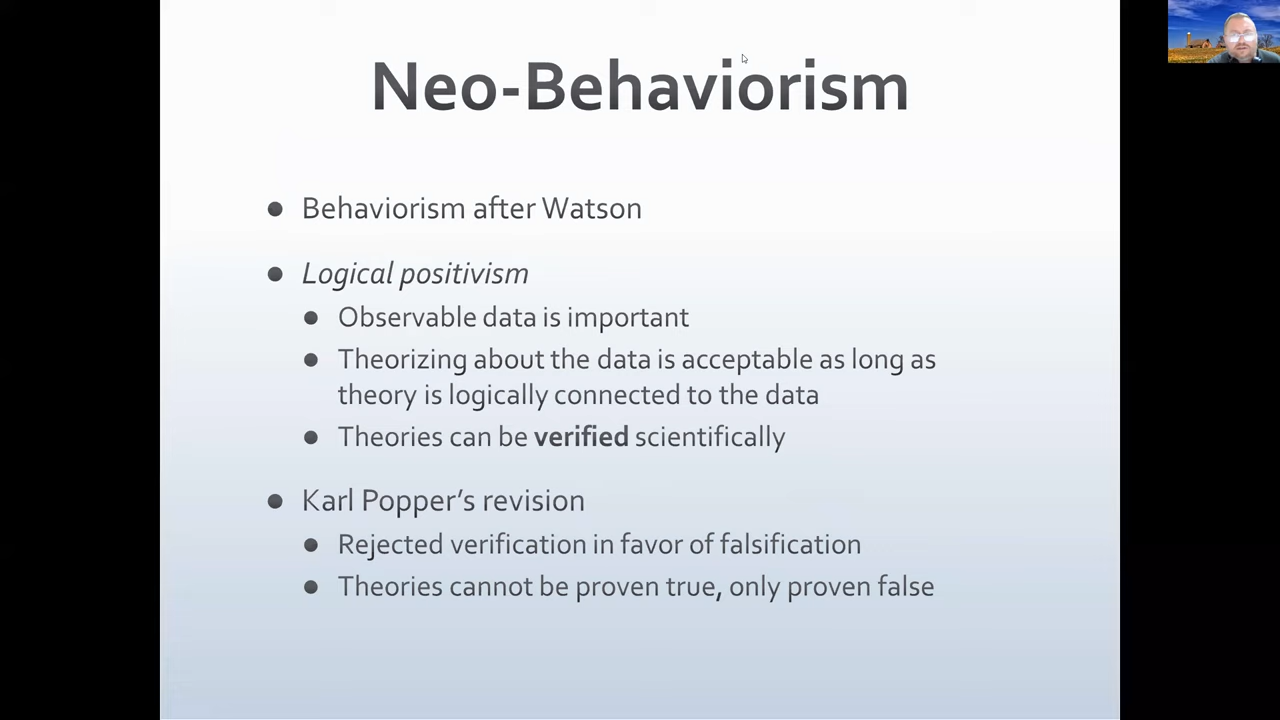 Neo-Behaviorism
● Behaviorism after Watson
● Logical positivism
● Observable data is important
● Theorizing about the data is acceptable as long as
theory is logically connected to the data
● Theories can be verified scientifically
● Karl Popper’s revision
● Rejected verification in favor of falsification
● Theories cannot be proven true, only proven false